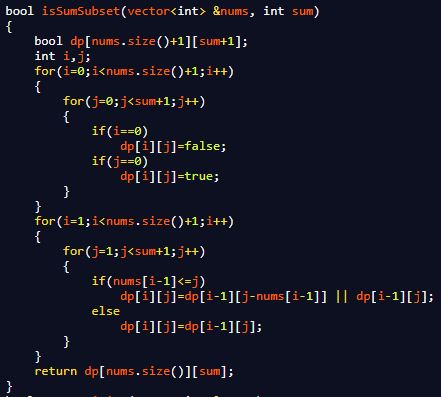 bool isSumSubset(vector<int> &nums, int sum)
{
    bool dp[nums.size()+1][sum+1];
    int i,j;
    for(i=0;i<nums.size()+1;i++)
    {
        for(j=0;j<sum+1;j++)
        {
            if(i==0)
                dp[i][j]=false;
            if(j==0)
                dp[i][j]=true;
        }
    }
    for(i=1;i<nums.size()+1;i++)
    {
        for(j=1;j<sum+1;j++)
        {
            if(nums[i-1]<=j)
                dp[i][j]=dp[i-1][j-nums[i-1]] || dp[i-1][j];
            else
                dp[i][j]=dp[i-1][j];
        }
    }
    return dp[nums.size()][sum];
}